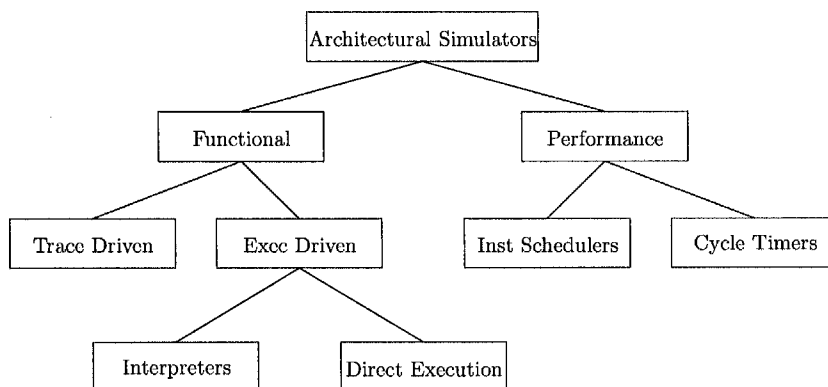 Architectural Simulators
Functional
Performance
Trace Driven
Exec Driven
Inst Schedulers
Cycle Timers
Interpreters
Direct Execution